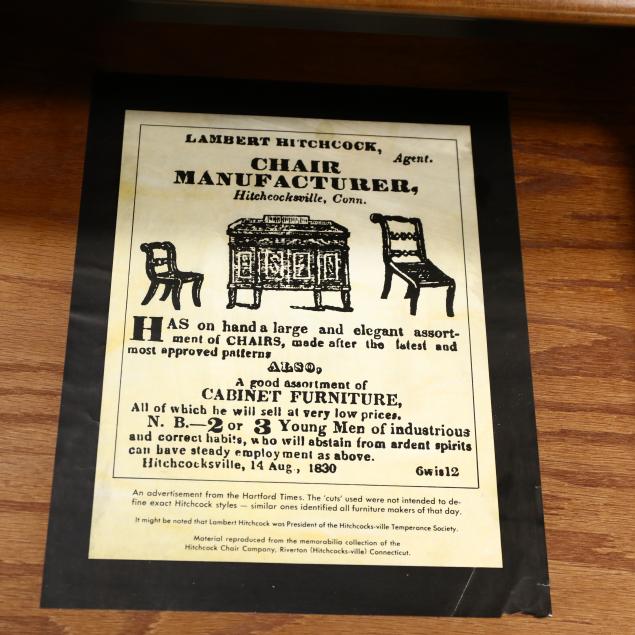 LAMBERT HITCHCOCK,
Agent.
CHAIR
MANUFACTURER,
Hitchcocksville, Conn.
HAS on hand a large and elegant assort-
ment of CHAIRS, made after the latest and
most approved patterns
ALSO,
A good assortment of
CABINET FURNITURE,
All of which he will sell at very low prices.
N. B.—2 or 3 Young Men of industrious
and correct habits, who will abstain from ardent spirits
can have steady employment as above.
Hitchcocksville, 14 Aug., 1830 6wis12
An advertisement from the Hartford Times. The 'cuts' used were not intended to de-
fine exact Hitchcock styles — similar ones identified all furniture makers of that day.
It might be noted that Lambert Hitchcock was President of the Hitchcocks-ville Temperance Society.
Material reproduced from the memorabilia collection of the
Hitchcock Chair Company, Riverton (Hitchcocks-ville) Connecticut.